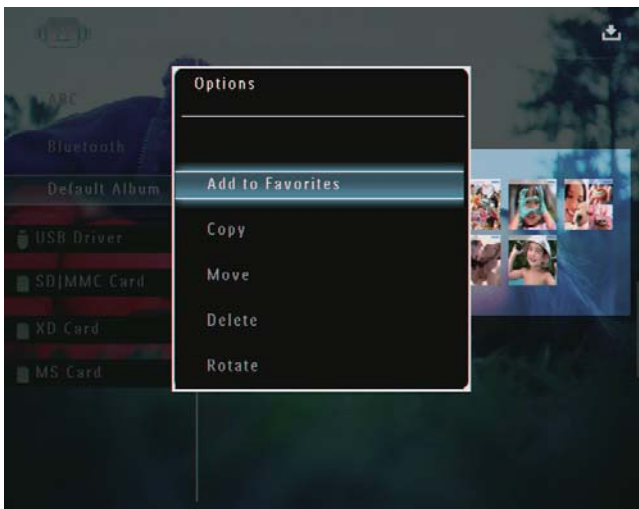 ABC
Bluetooth
Default Album
USB Driver
SD|MMC Card
XD Card
MS Card
Options
Add to Favorites
Copy
Move
Delete
Rotate